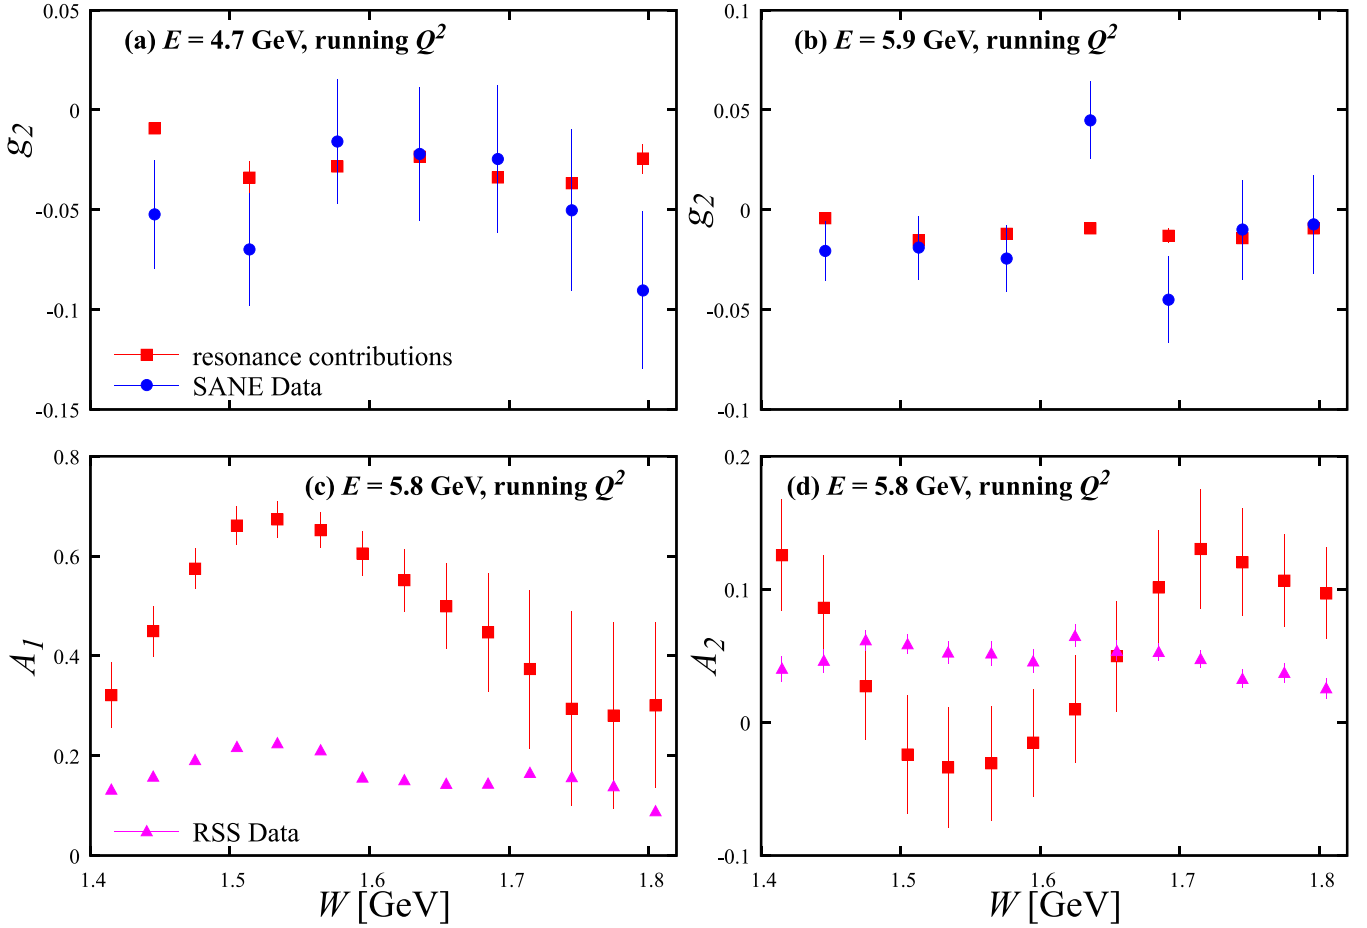 (a) E = 4.7 GeV, running Q²
0.05
0
-0.05
-0.1
-0.15
g₂
resonance contributions
SANE Data
(b) E = 5.9 GeV, running Q²
0.1
0.05
0
-0.05
-0.1
g₂
(c) E = 5.8 GeV, running Q²
0.8
0.6
0.4
0.2
0
A₁
RSS Data
1.4 1.5 1.6 1.7 1.8
W [GeV]
(d) E = 5.8 GeV, running Q²
0.2
0.1
0
-0.1
A₂
1.4 1.5 1.6 1.7 1.8
W [GeV]